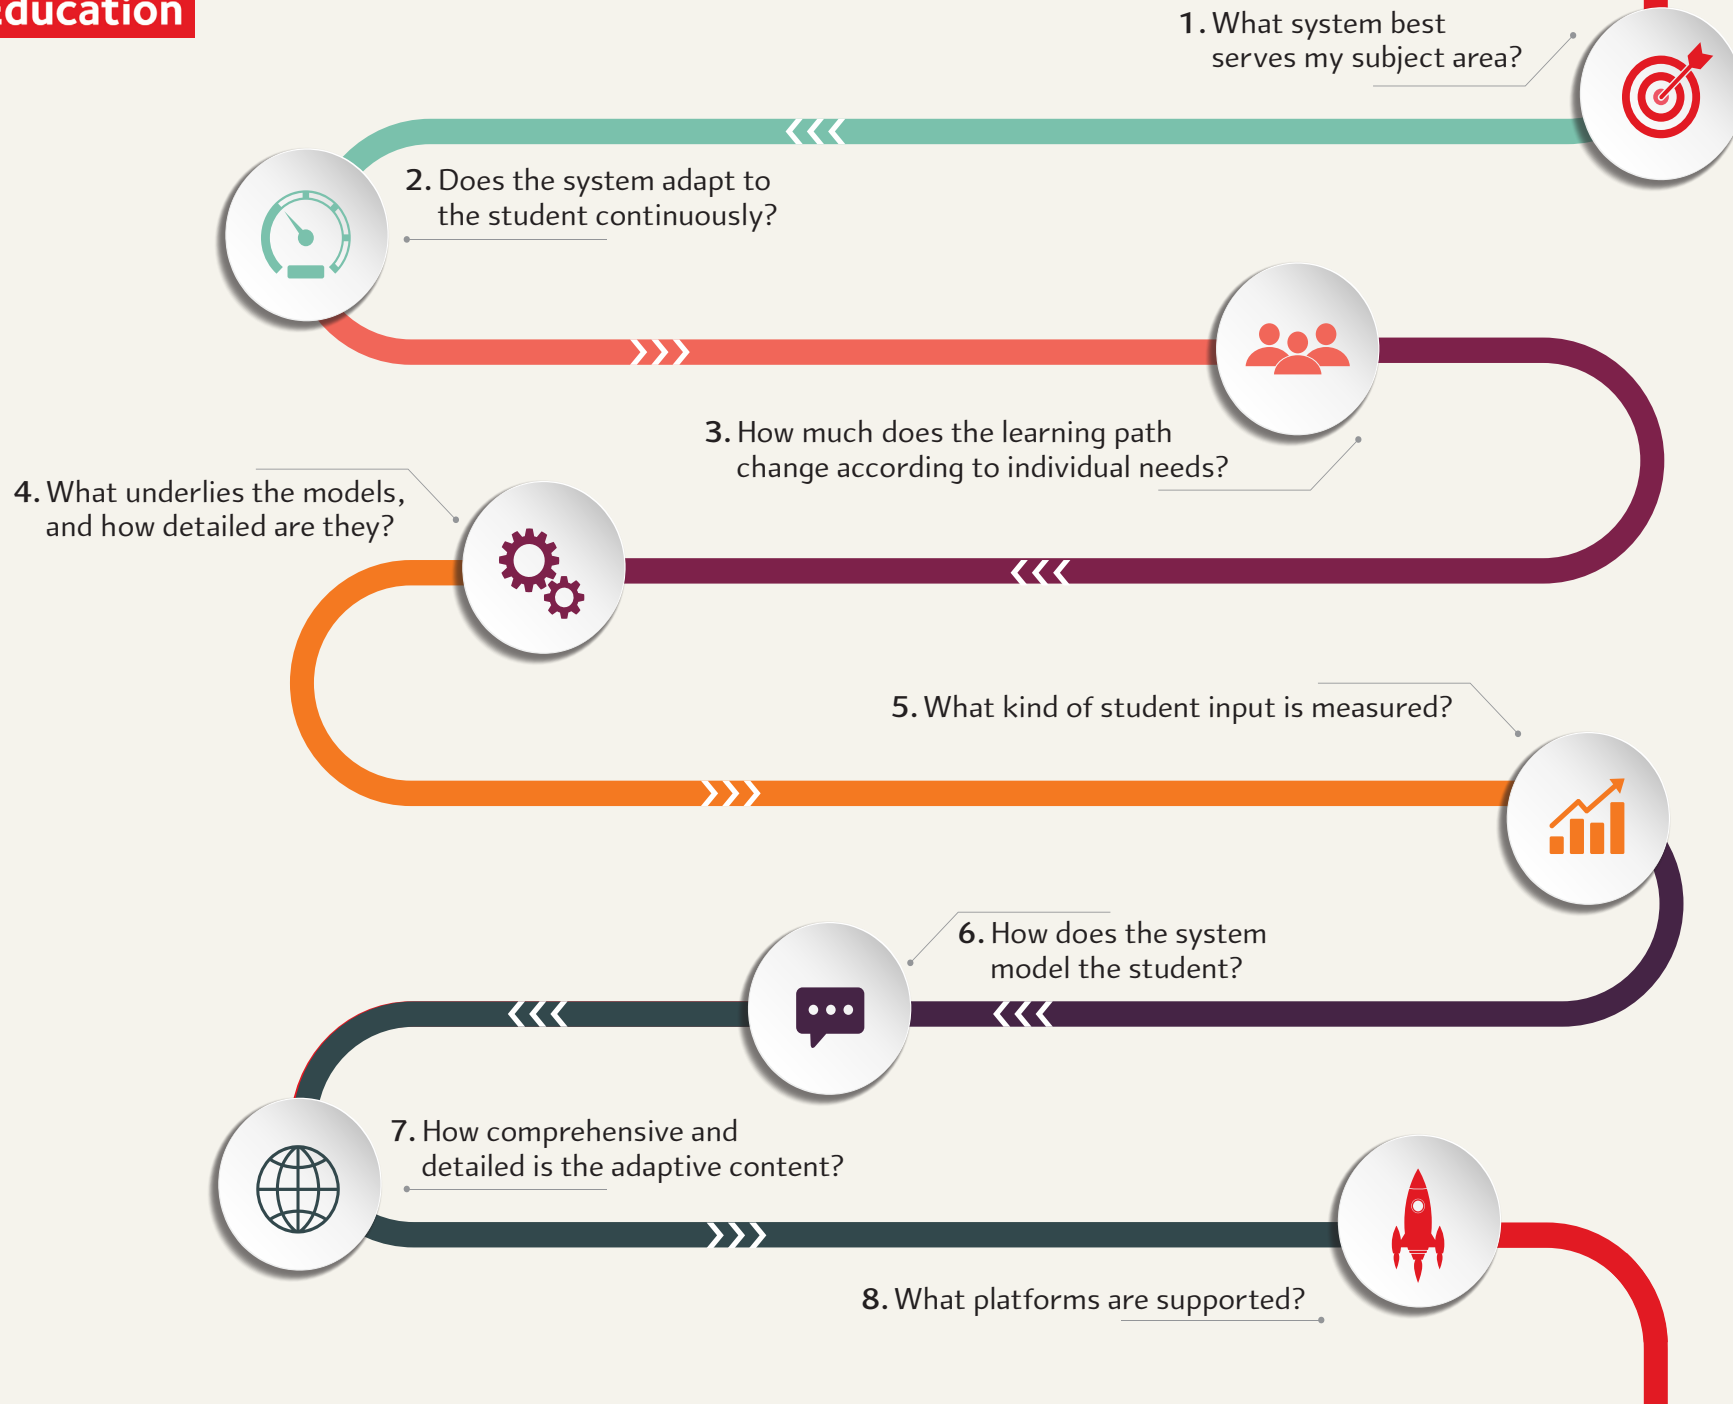 Education
1. What system best
serves my subject area?
2. Does the system adapt to
the student continuously?
3. How much does the learning path
change according to individual needs?
4. What underlies the models,
and how detailed are they?
5. What kind of student input is measured?
6. How does the system
model the student?
7. How comprehensive and
detailed is the adaptive content?
8. What platforms are supported?